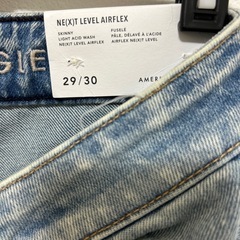 NE(X)T LEVEL AIRFLEX
SKINNY
LIGHT ACID WASH
NE(X)T LEVEL AIRFLEX
FUSELÉ
PÂLE, DÉLAVÉ À L'ACIDE
AIRFLEX NE(X)T LEVEL
29/30
AMERI
GIE